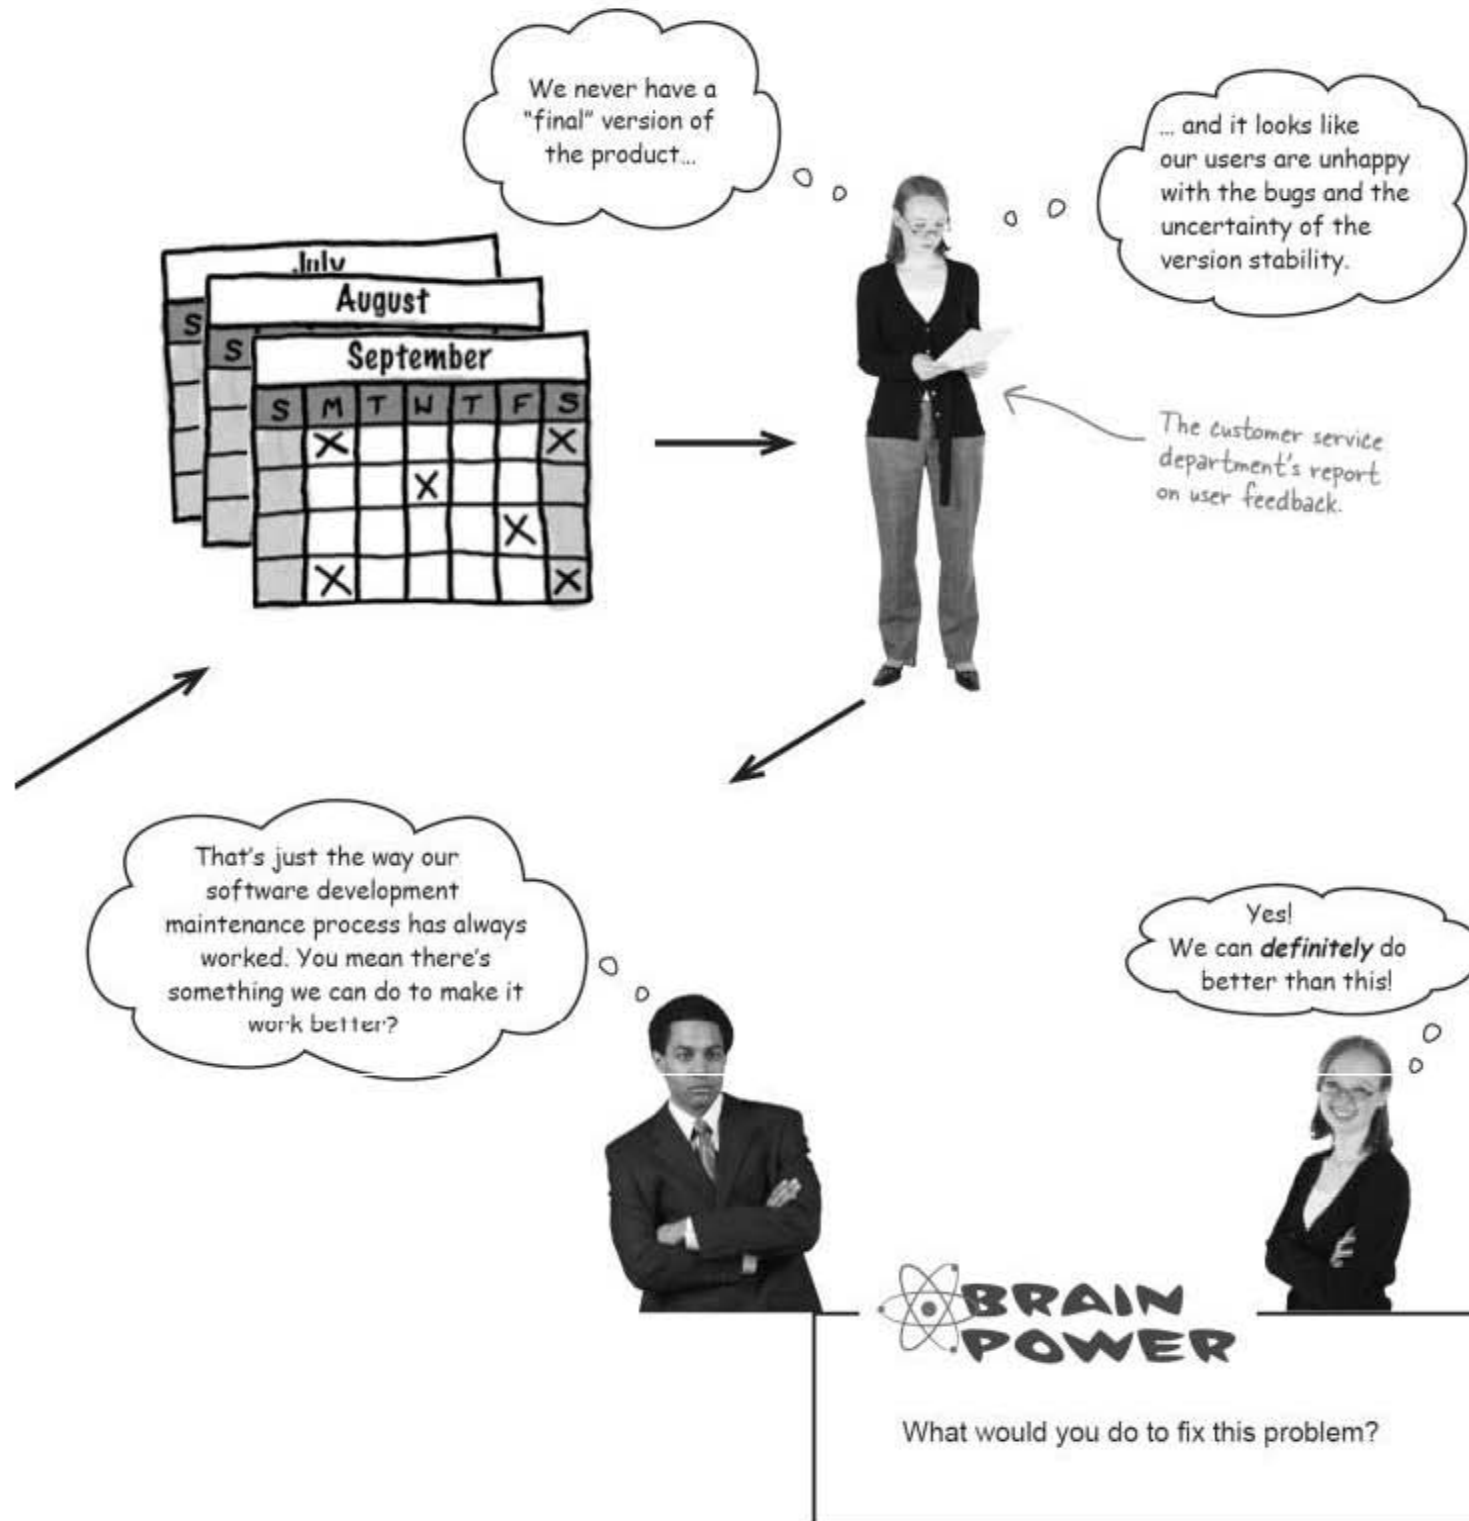 We never have a
"final" version of
the product...
... and it looks like
our users are unhappy
with the bugs and the
uncertainty of the
version stability.
July
August
September
S
S
S M T W T F S
The customer service
department's report
on user feedback.
That's just the way our
software development
maintenance process has always
worked. You mean there's
something we can do to make it
work better?
Yes!
We can definitely do
better than this!
BRAIN
POWER
What would you do to fix this problem?